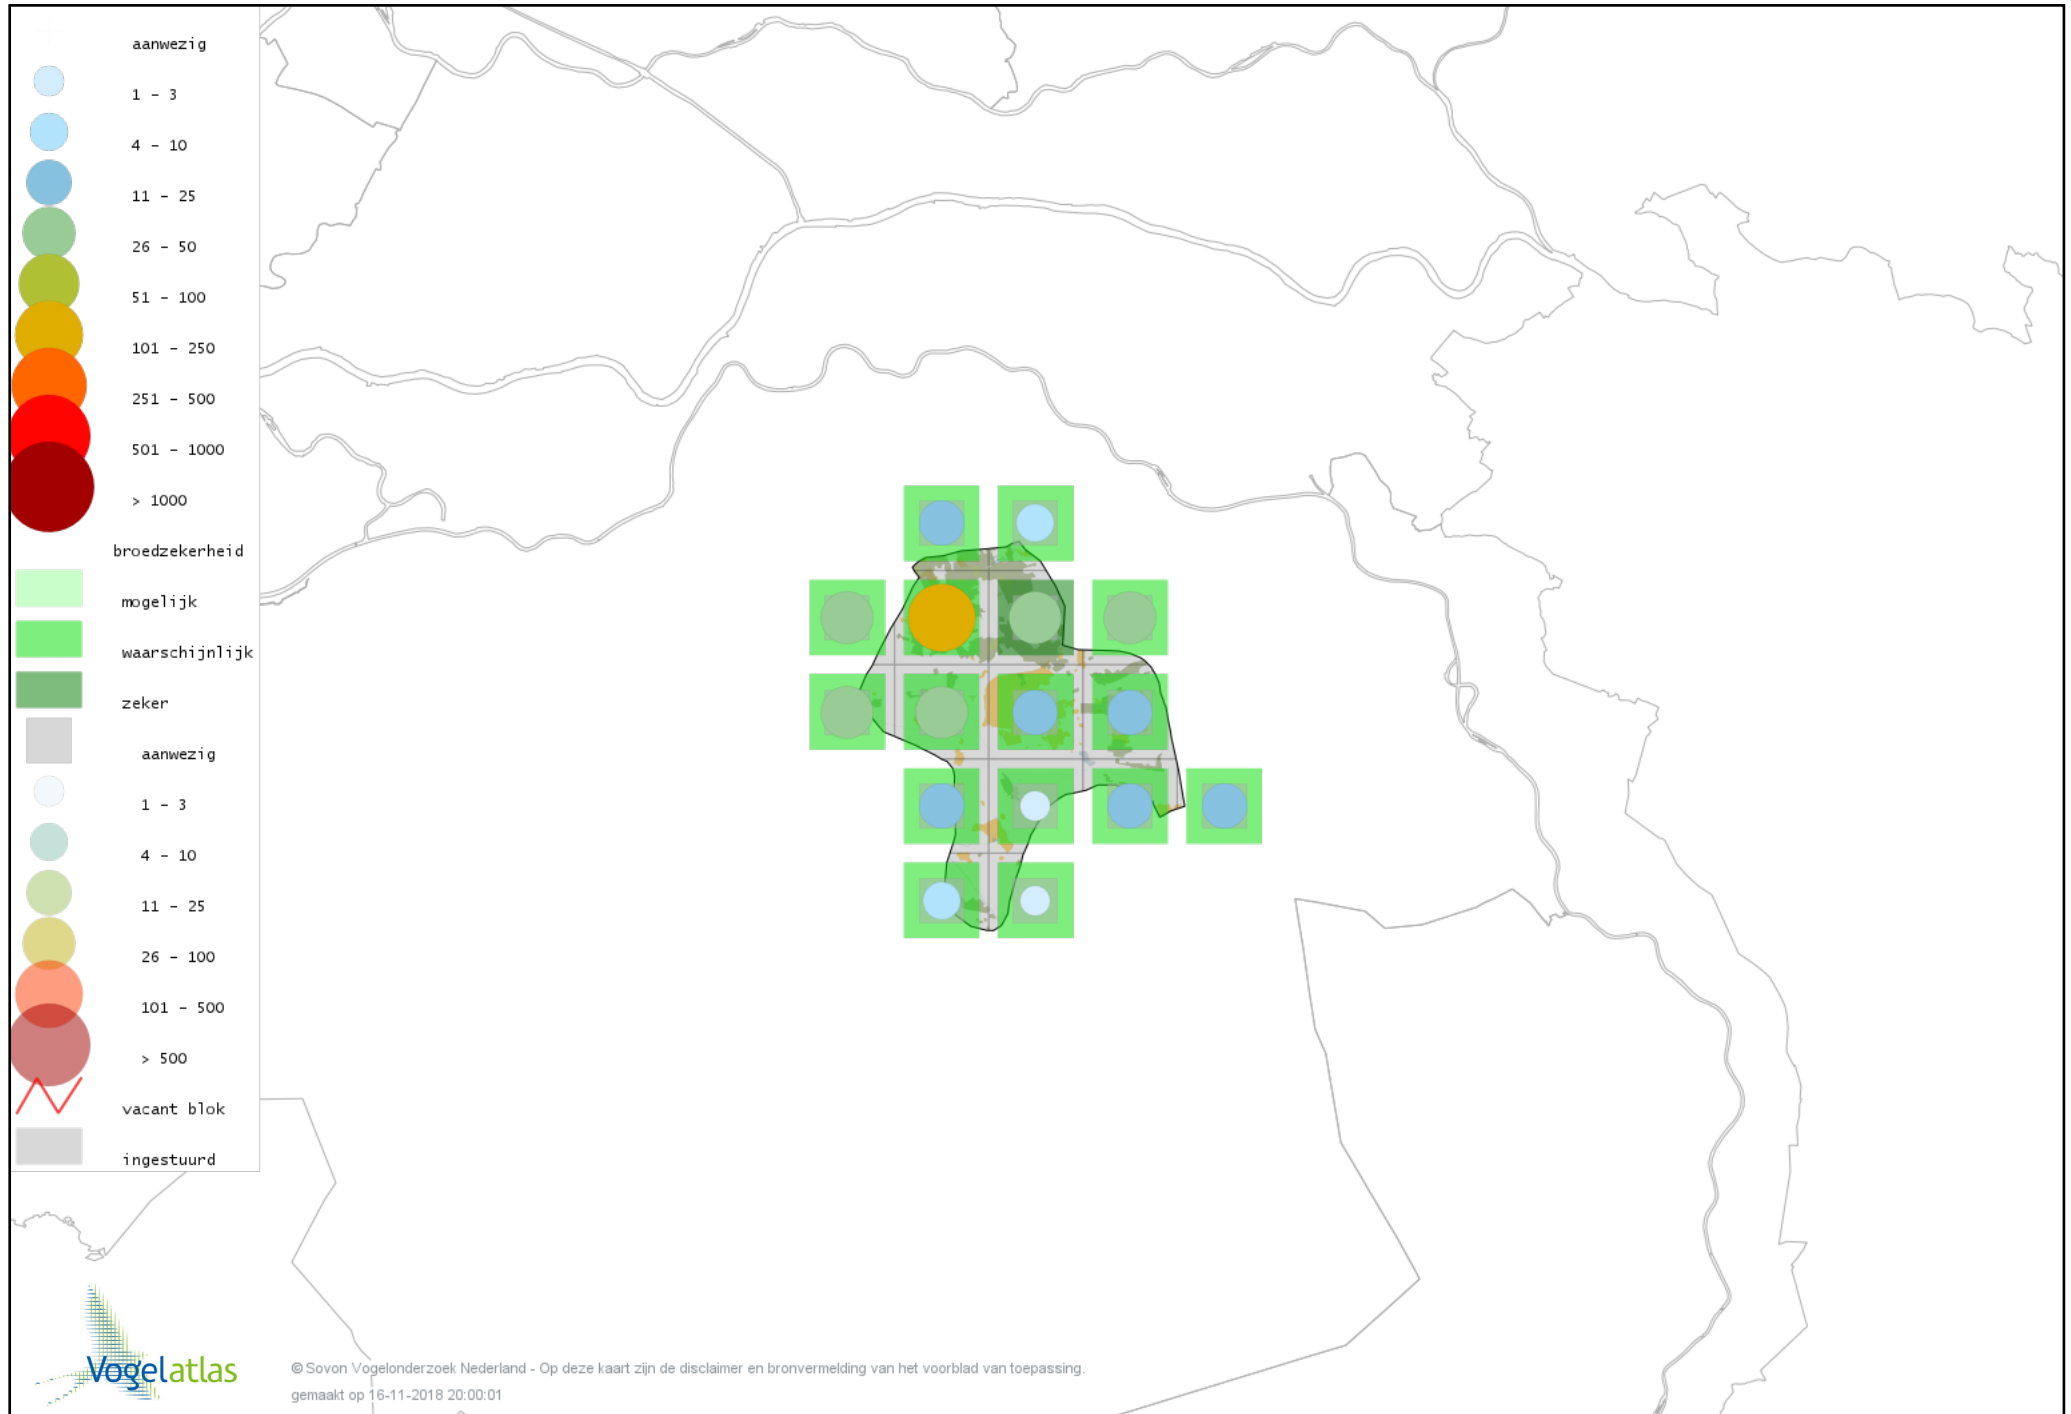 aanwezig
1 - 3
4 - 10
11 - 25
26 - 50
51 - 100
101 - 250
251 - 500
501 - 1000
> 1000
broedzekerheid
mogelijk
waarschijnlijk
zeker
aanwezig
1 - 3
4 - 10
11 - 25
26 - 100
101 - 500
> 500
vacant blok
ingestuurd
Vogelatlas
© Sovon Vogelonderzoek Nederland - Op deze kaart zijn de disclaimer en bronvermelding van het voorblad van toepassing.
gemaakt op 16-11-2018 20:00:01